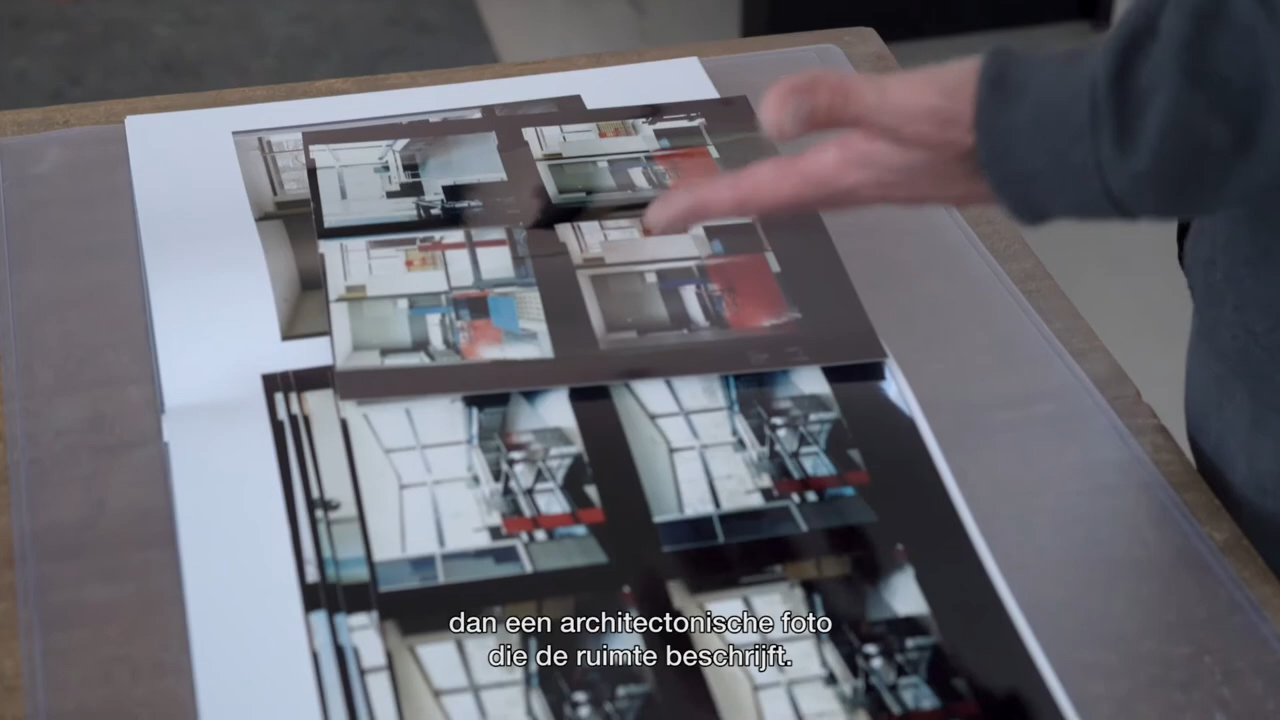 dan een architectonische foto
die de ruimte beschrijft.